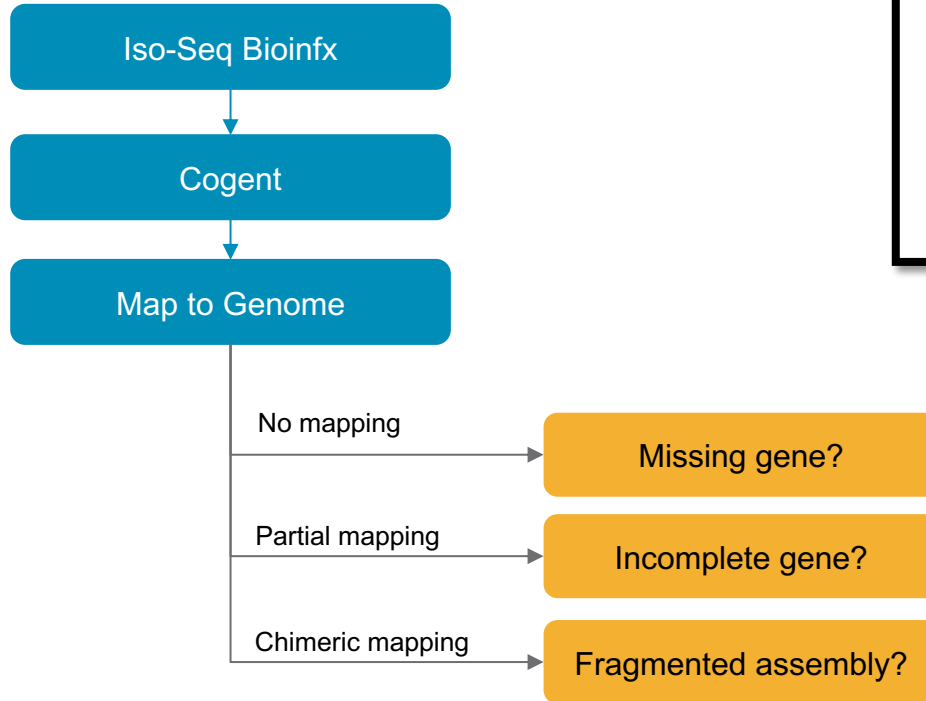 Iso-Seq Bioinfx
Cogent
Map to Genome
No mapping
Missing gene?
Partial mapping
Incomplete gene?
Chimeric mapping
Fragmented assembly?